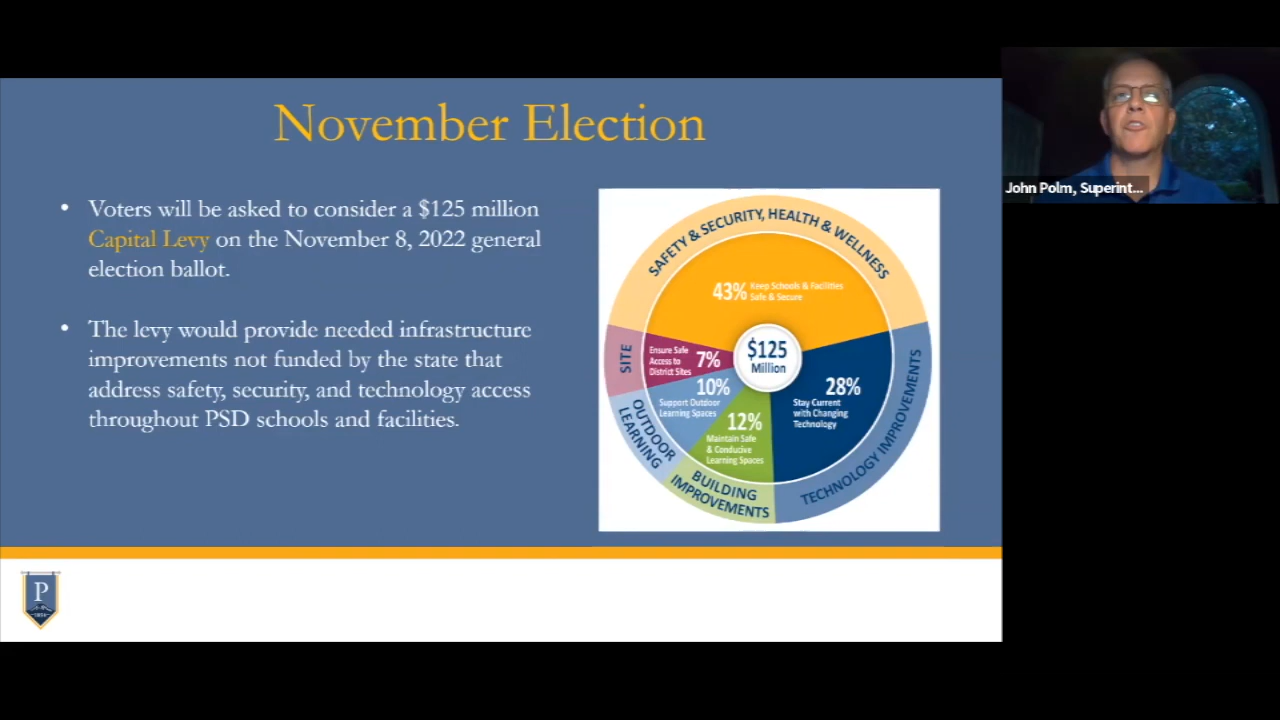 November Election
• Voters will be asked to consider a $125 million
Capital Levy on the November 8, 2022 general
election ballot.
• The levy would provide needed infrastructure
improvements not funded by the state that
address safety, security, and technology access
throughout PSD schools and facilities.
SAFETY & SECURITY, HEALTH & WELLNESS
43% Keep Schools & Facilities
Safe & Secure
$125
Million
SITE
Ensure Safe
Access to
District Sites
7%
10%
Support Outdoor
Learning Spaces
OUTDOOR
LEARNING
12%
Maintain Safe
& Conducive
Learning Spaces
BUILDING
IMPROVEMENTS
28%
Stay Current
with Changing
Technology
TECHNOLOGY IMPROVEMENTS
John Polm, Superint...
P